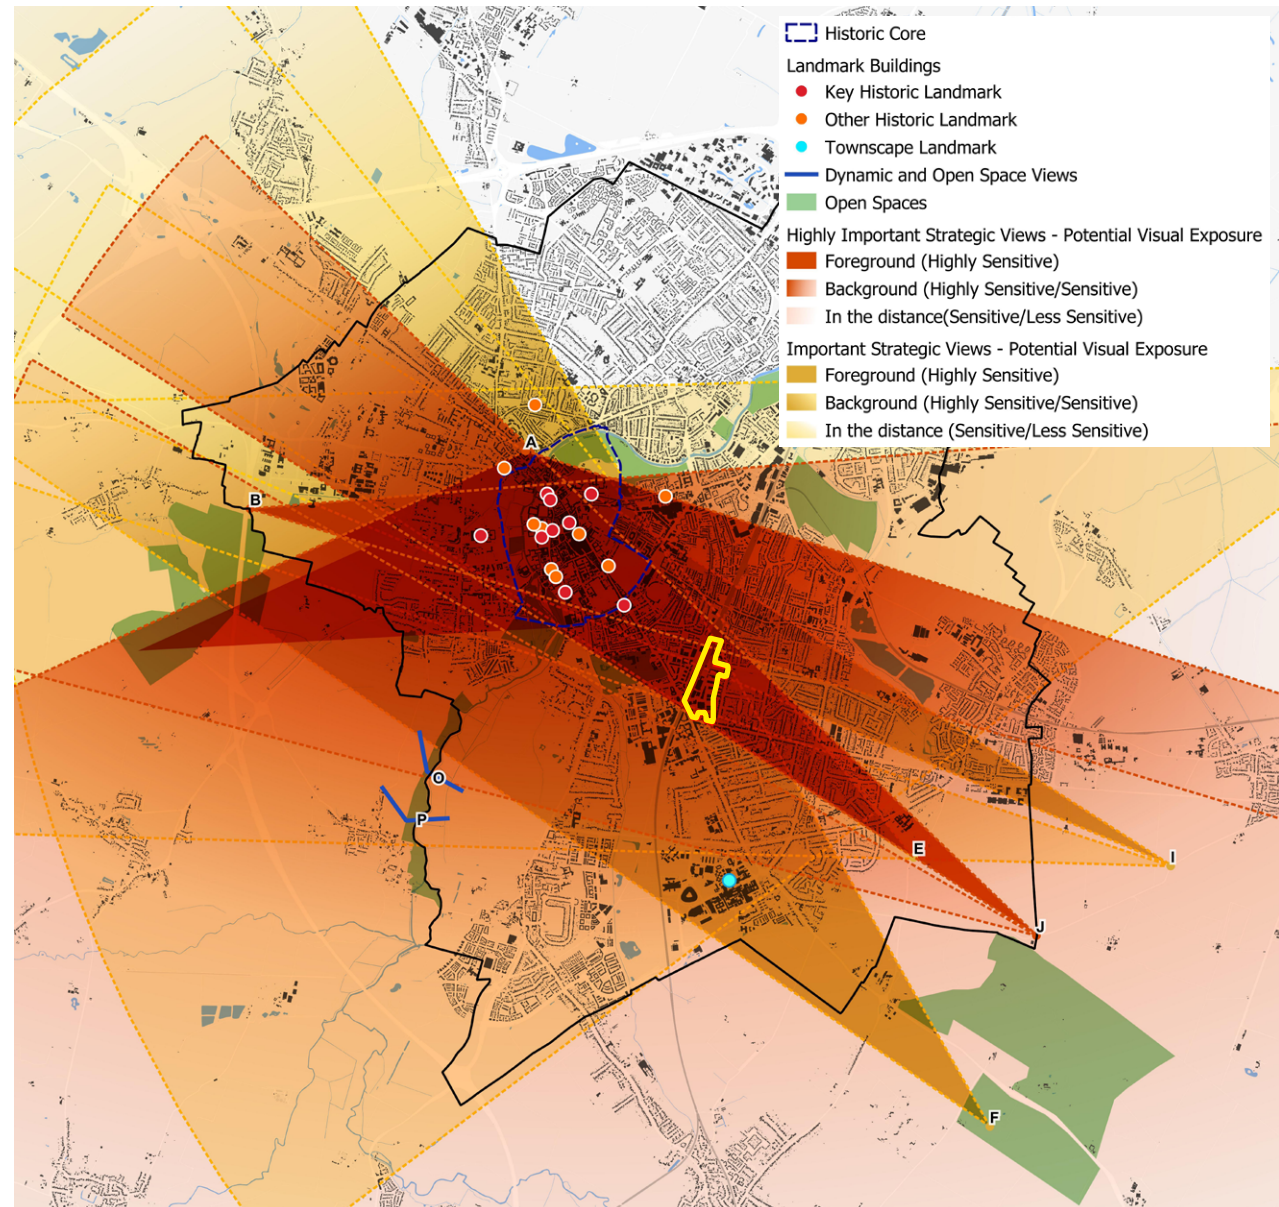 Historic Core
Landmark Buildings
Key Historic Landmark
Other Historic Landmark
Townscape Landmark
Dynamic and Open Space Views
Open Spaces
Highly Important Strategic Views - Potential Visual Exposure
Foreground (Highly Sensitive)
Background (Highly Sensitive/Sensitive)
In the distance(Sensitive/Less Sensitive)
Important Strategic Views - Potential Visual Exposure
Foreground (Highly Sensitive)
Background (Highly Sensitive/Sensitive)
In the distance (Sensitive/Less Sensitive)
A
B
O
P
E
I
J
F